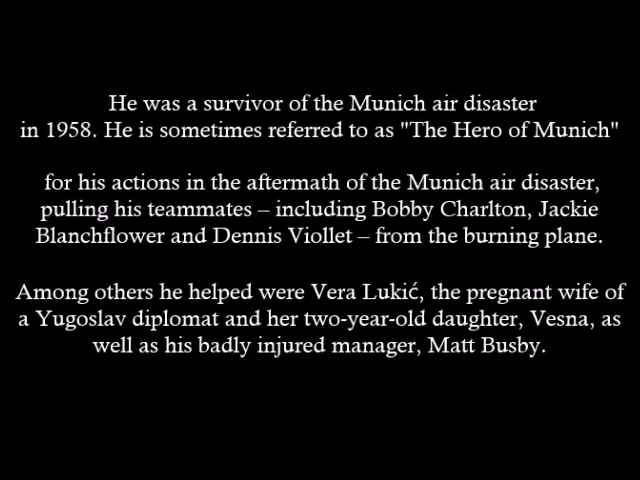 He was a survivor of the Munich air disaster
in 1958. He is sometimes referred to as "The Hero of Munich"
for his actions in the aftermath of the Munich air disaster,
pulling his teammates – including Bobby Charlton, Jackie
Blanchflower and Dennis Viollet – from the burning plane.
Among others he helped were Vera Lukić, the pregnant wife of
a Yugoslav diplomat and her two-year-old daughter, Vesna, as
well as his badly injured manager, Matt Busby.